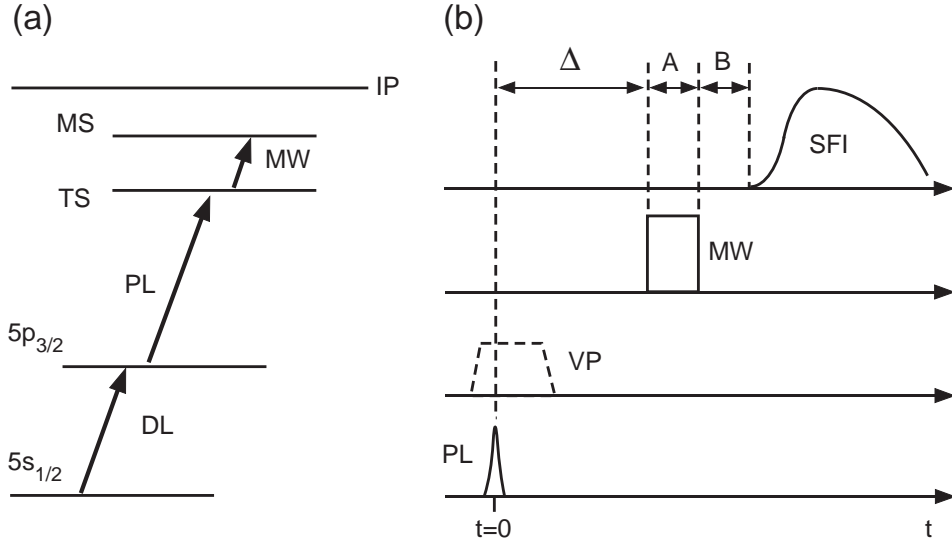 (a)
IP
MS
MW
TS
PL
5p3/2
DL
5s1/2
(b)
Δ
A
B
SFI
MW
VP
PL
t=0
t